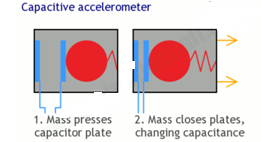 Capacitive accelerometer
1. Mass presses
capacitor plate
2. Mass closes plates,
changing capacitance